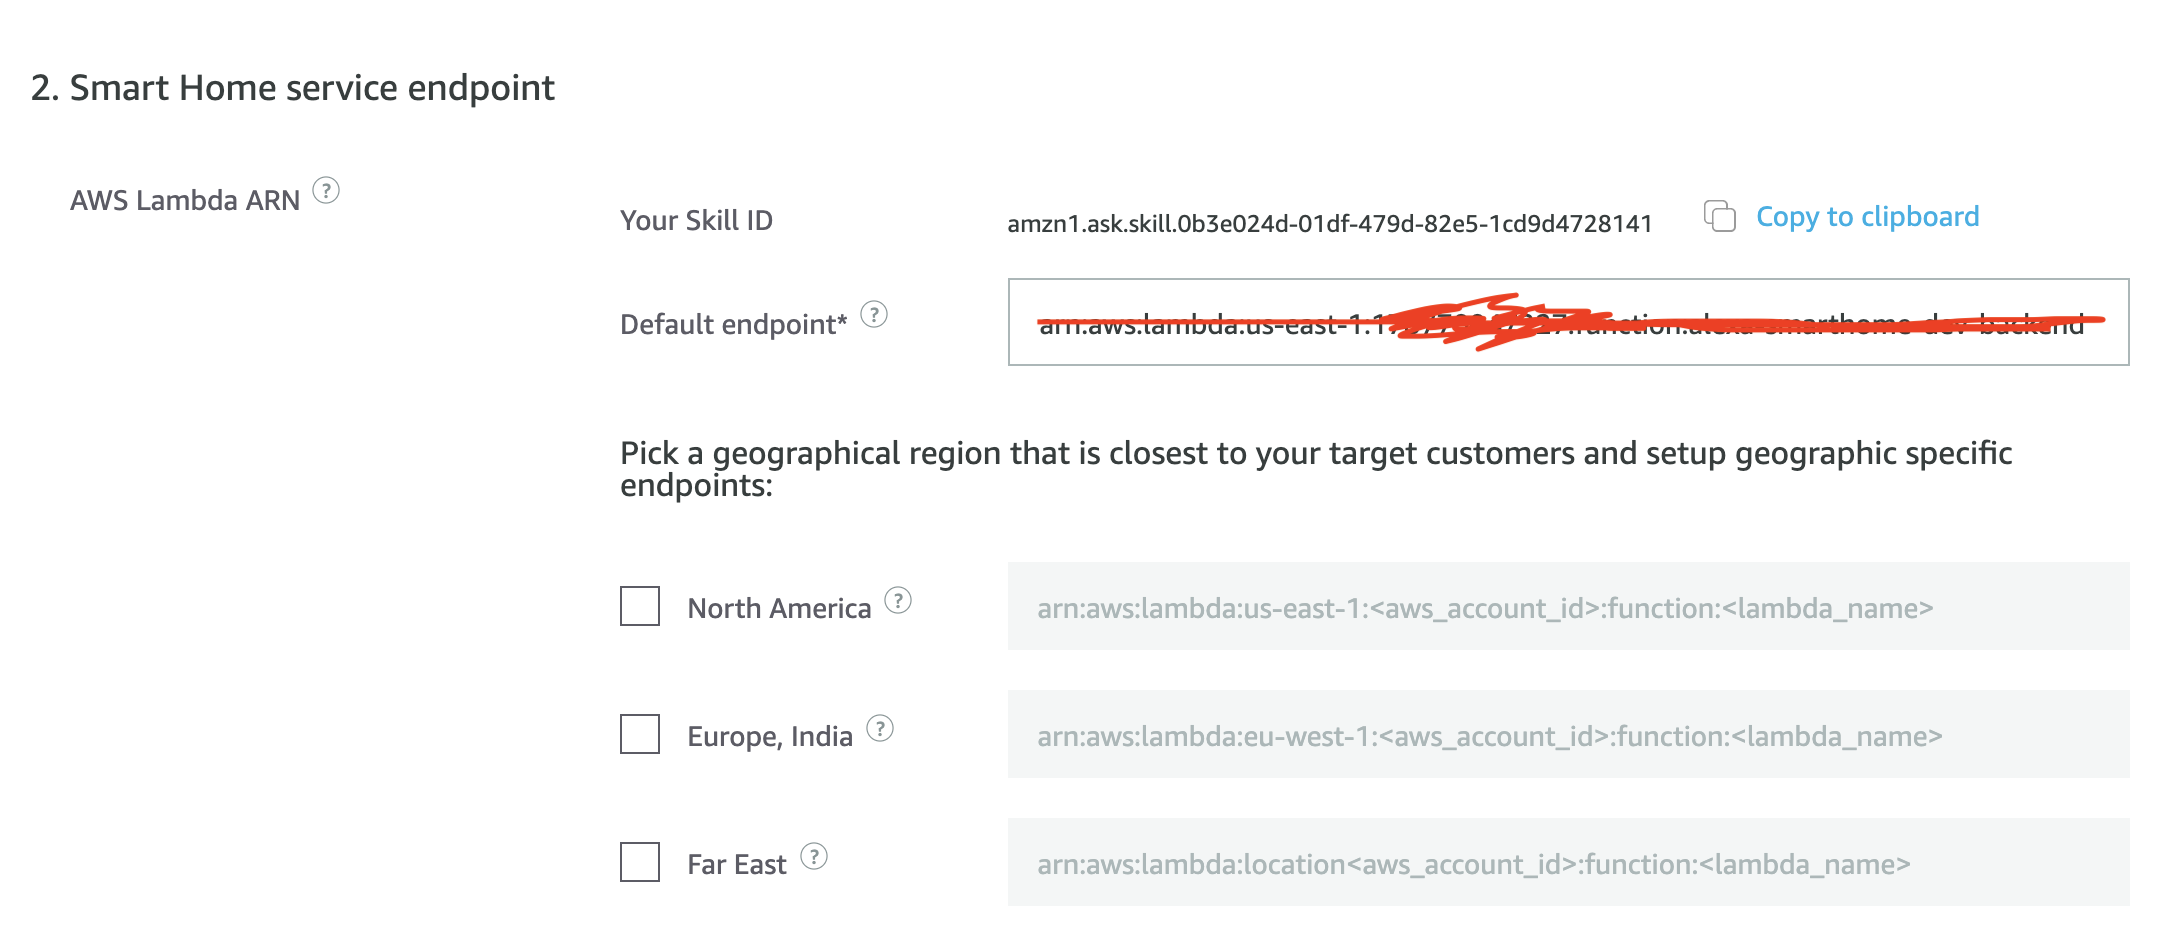 2. Smart Home service endpoint
AWS Lambda ARN ?
Your Skill ID
amzn1.ask.skill.0b3e024d-01df-479d-82e5-1cd9d4728141
Copy to clipboard
Default endpoint* ?
arn:aws:lambda:us-east-1: function:alexa-smarthome-dev-backend
Pick a geographical region that is closest to your target customers and setup geographic specific
endpoints:
North America ?
arn:aws:lambda:us-east-1:<aws_account_id>:function:<lambda_name>
Europe, India ?
arn:aws:lambda:eu-west-1:<aws_account_id>:function:<lambda_name>
Far East ?
arn:aws:lambda:location<aws_account_id>:function:<lambda_name>